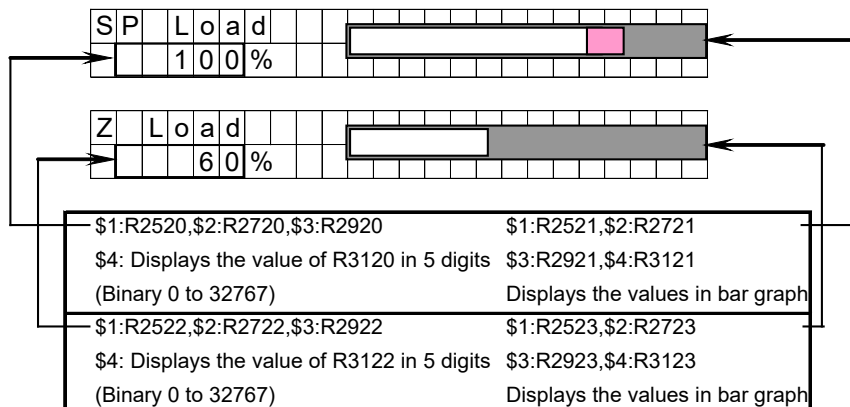 SP Load
100%
Z Load
60%
$1:R2520,$2:R2720,$3:R2920
$4: Displays the value of R3120 in 5 digits
(Binary 0 to 32767)
$1:R2521,$2:R2721
$3:R2921,$4:R3121
Displays the values in bar graph
$1:R2522,$2:R2722,$3:R2922
$4: Displays the value of R3122 in 5 digits
(Binary 0 to 32767)
$1:R2523,$2:R2723
$3:R2923,$4:R3123
Displays the values in bar graph